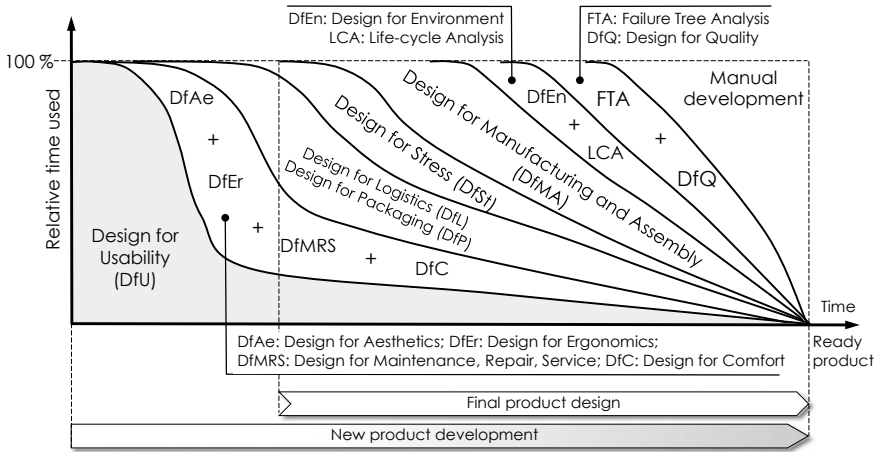 DfEn: Design for Environment
LCA: Life-cycle Analysis
FTA: Failure Tree Analysis
DfQ: Design for Quality
100 %
Relative time used
DfAe
+
DfEr
+
DfMRS
+
DfC
Design for
Usability
(DfU)
Design for Logistics (DfL)
Design for Packaging (DfP)
Design for Stress (DfSt)
Design for Manufacturing and Assembly
(DfMA)
DfEn
+
LCA
FTA
+
DfQ
Manual
development
Time
Ready
product
DfAe: Design for Aesthetics; DfEr: Design for Ergonomics;
DfMRS: Design for Maintenance, Repair, Service; DfC: Design for Comfort
Final product design
New product development